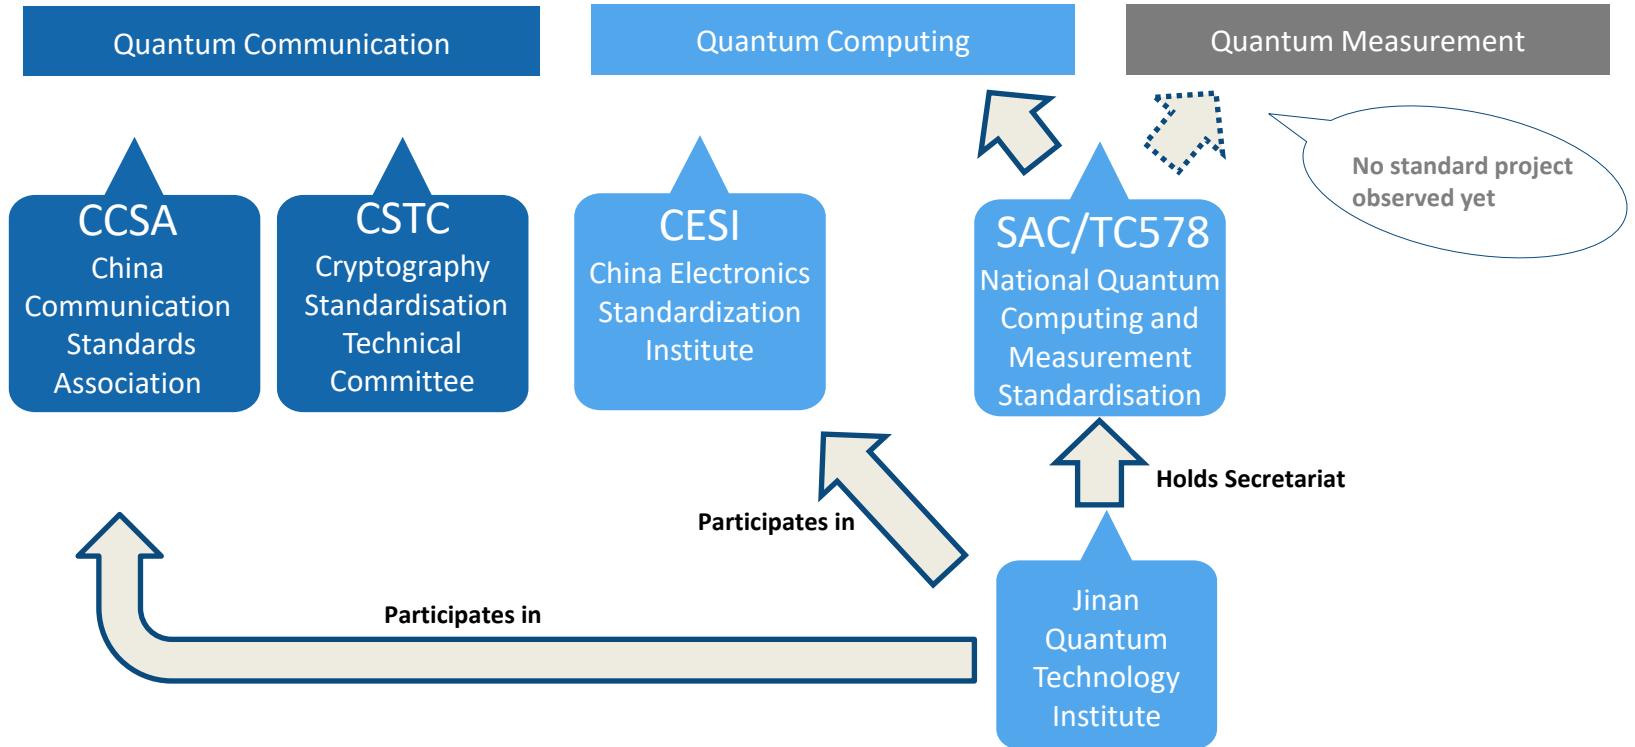 Quantum Communication
Quantum Computing
Quantum Measurement
No standard project
observed yet
CCSA
China
Communication
Standards
Association
CSTC
Cryptography
Standardisation
Technical
Committee
CESI
China Electronics
Standardization
Institute
SAC/TC578
National Quantum
Computing and
Measurement
Standardisation
Holds Secretariat
Participates in
Participates in
Jinan
Quantum
Technology
Institute